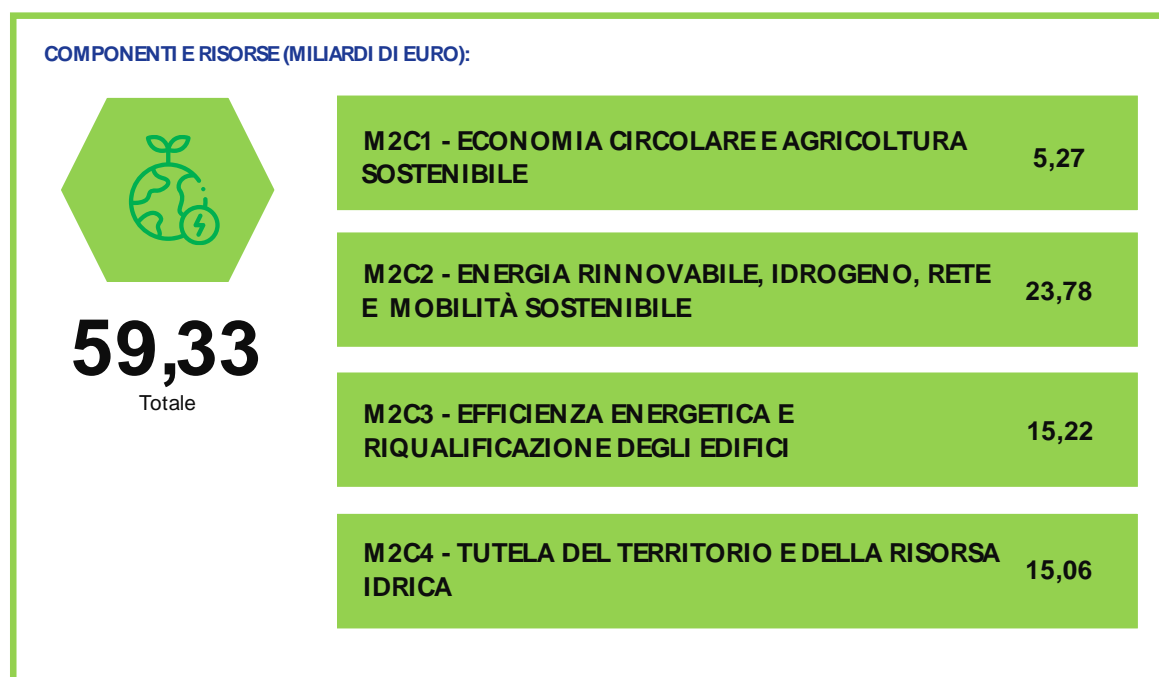 COMPONENTI E RISORSE (MILIARDI DI EURO):
59,33
Totale
M2C1 - ECONOMIA CIRCOLARE E AGRICOLTURA
SOSTENIBILE
5,27
M2C2 - ENERGIA RINNOVABILE, IDROGENO, RETE
E MOBILITÀ SOSTENIBILE
23,78
M2C3 - EFFICIENZA ENERGETICA E
RIQUALIFICAZIONE DEGLI EDIFICI
15,22
M2C4 - TUTELA DEL TERRITORIO E DELLA RISORSA
IDRICA
15,06